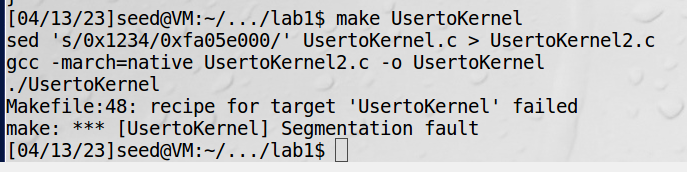 [04/13/23]seed@VM:~/.../lab1$ make UsertoKernel
sed 's/0x1234/0xfa05e000/' UsertoKernel.c > UsertoKernel2.c
gcc -march=native UsertoKernel2.c -o UsertoKernel
./UsertoKernel
Makefile:48: recipe for target 'UsertoKernel' failed
make: *** [UsertoKernel] Segmentation fault
[04/13/23]seed@VM:~/.../lab1$